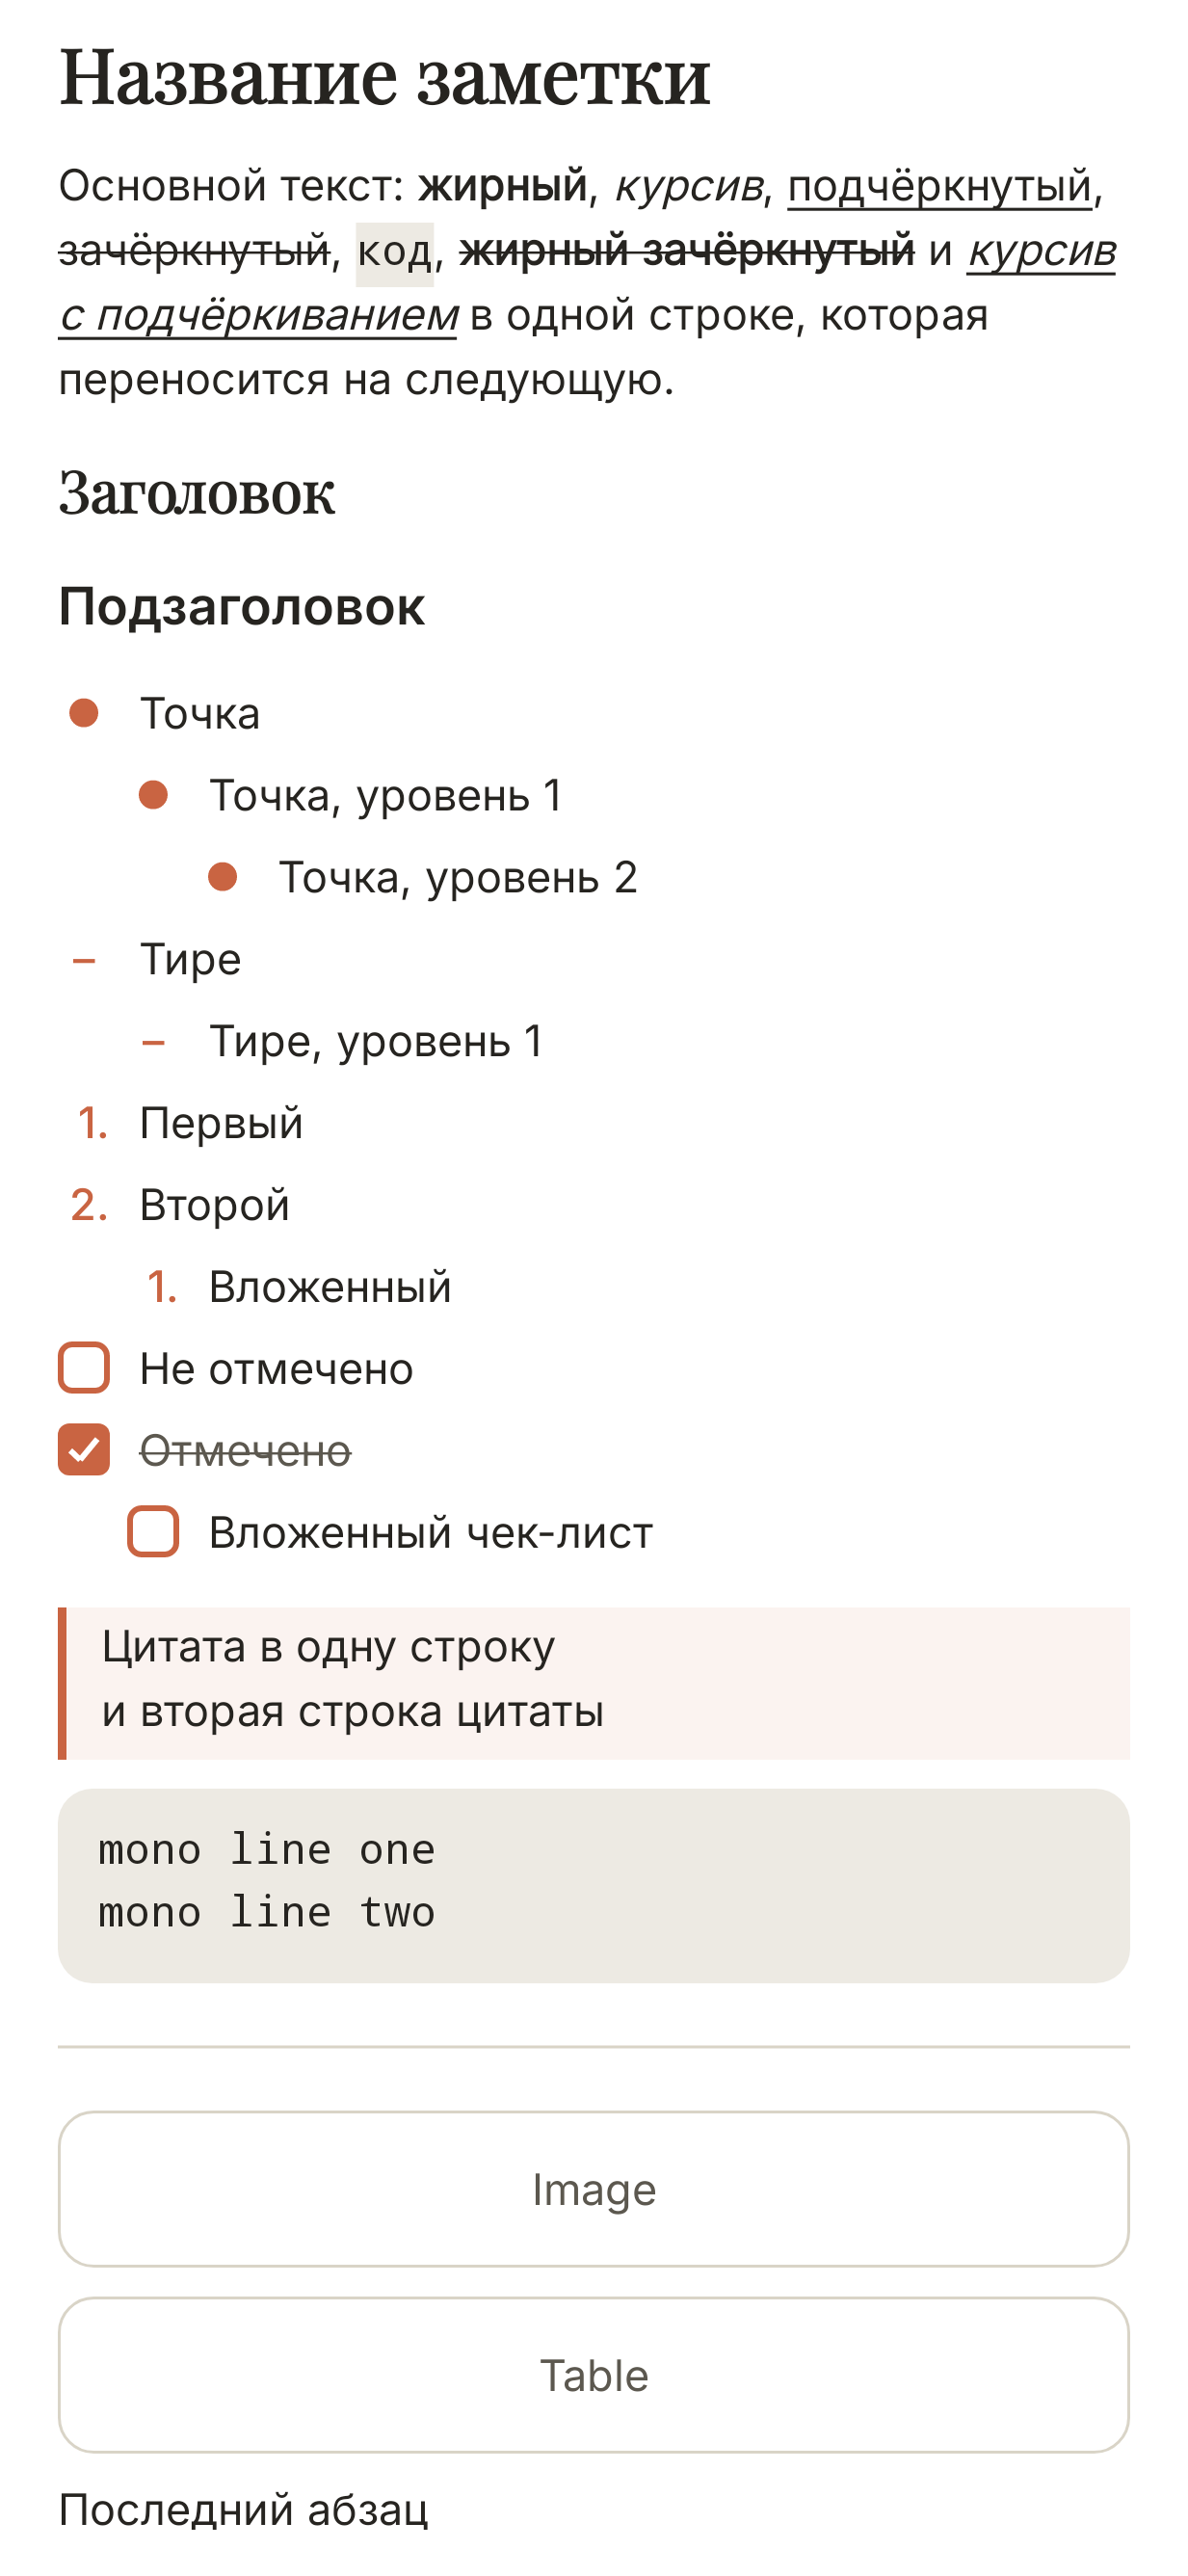 Название заметки
Основной текст: жирный, курсив, подчёркнутый,
зачёркнутый, код, жирный зачёркнутый и курсив
с подчёркиванием в одной строке, которая
переносится на следующую.
Заголовок
Подзаголовок
Точка
Точка, уровень 1
Точка, уровень 2
– Тире
– Тире, уровень 1
1. Первый
2. Второй
1. Вложенный
Не отмечено
Отмечено
Вложенный чек-лист
Цитата в одну строку
и вторая строка цитаты
mono line one
mono line two
Image
Table
Последний абзац